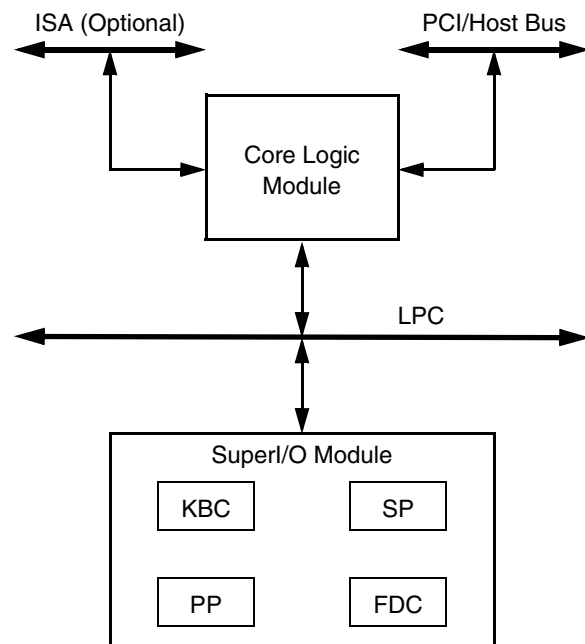 ISA (Optional)
PCI/Host Bus
Core Logic
Module
LPC
SuperI/O Module
KBC
SP
PP
FDC